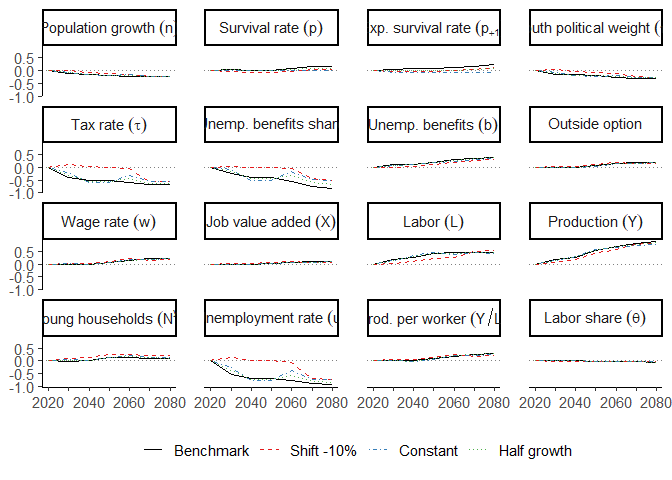 Population growth (n)
Survival rate (p)
xp. survival rate (p+1
uth political weight (
0.5
0.0
-0.5
-1.0
Tax rate (τ)
Unemp. benefits shar
Unemp. benefits (b)
Outside option
0.5
0.0
-0.5
-1.0
Wage rate (w)
Job value added (X)
Labor (L)
Production (Y)
0.5
0.0
-0.5
-1.0
oung households (N
nemployment rate (u
rod. per worker (Y/L
Labor share (θ)
0.5
0.0
-0.5
-1.0
2020 2040 2060 2080 2020 2040 2060 2080 2020 2040 2060 2080 2020 2040 2060 2080
Benchmark Shift -10% Constant Half growth